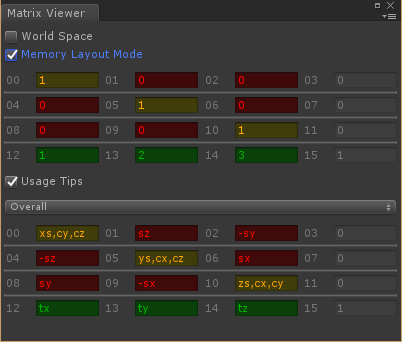 Matrix Viewer
World Space
Memory Layout Mode
00 1 01 0 02 0 03 0
04 0 05 1 06 0 07 0
08 0 09 0 10 1 11 0
12 1 13 2 14 3 15 1
Usage Tips
Overall
00 xs,cy,cz 01 sz 02 -sy 03 0
04 -sz 05 ys,cx,cz 06 sx 07 0
08 sy 09 -sx 10 zs,cx,cy 11 0
12 tx 13 ty 14 tz 15 1